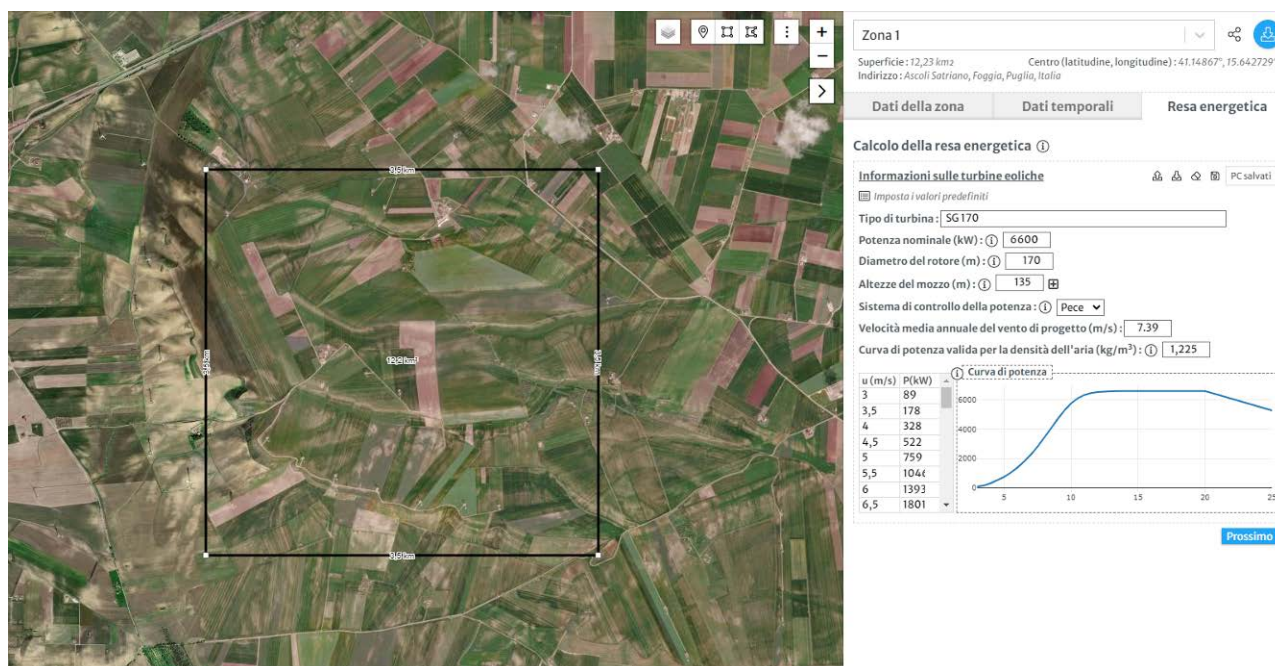 Zona 1
Superficie : 12,23 km2 Centro (latitudine, longitudine) : 41.14867°, 15.642729°
Indirizzo : Ascoli Satriano, Foggia, Puglia, Italia
Dati della zona Dati temporali Resa energetica
Calcolo della resa energetica
Informazioni sulle turbine eoliche PC salvati
Imposta i valori predefiniti
Tipo di turbina : SG170
Potenza nominale (kW) : 6600
Diametro del rotore (m) : 170
Altezze del mozzo (m) : 135
Sistema di controllo della potenza : Pece
Velocità media annuale del vento di progetto (m/s) : 7.39
Curva di potenza valida per la densità dell'aria (kg/m³) : 1,225
u (m/s) P(kW)
3 89
3,5 178
4 328
4,5 522
5 759
5,5 1046
6 1393
6,5 1801
Curva di potenza
6000
4000
2000
0
5 10 15 20 25
Prossimo
3,5 km
12,2 km²
3,5 km